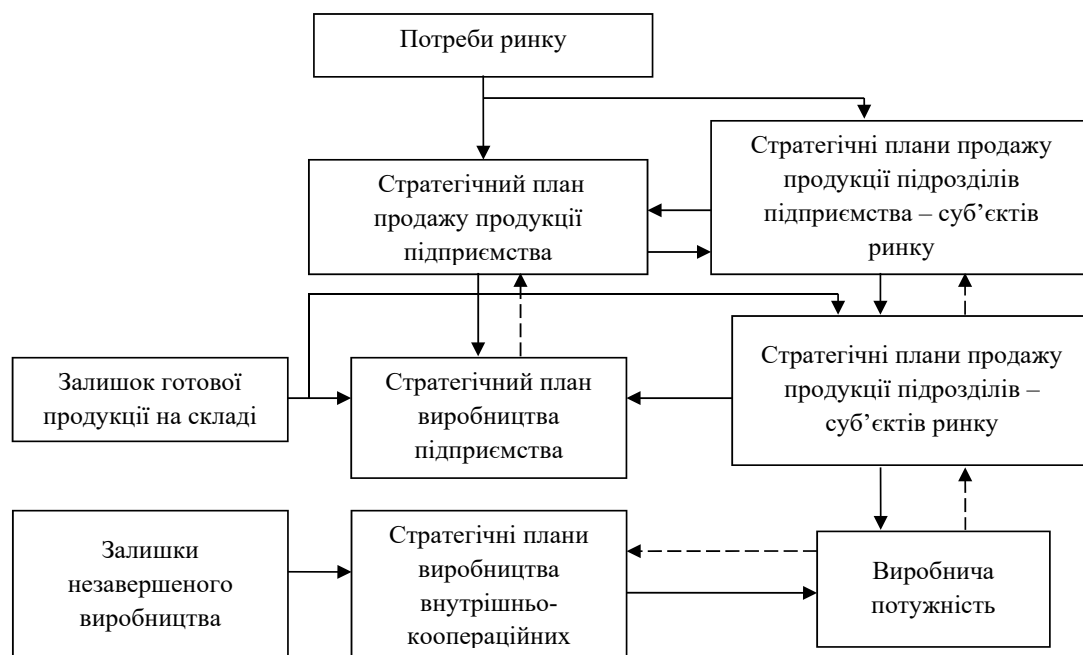 Потреби ринку
Стратегічні плани продажу
продукції підрозділів
підприємства – суб’єктів
ринку
Стратегічний план
продажу продукції
підприємства
Залишок готової
продукції на складі
Стратегічний план
виробництва
підприємства
Стратегічні плани продажу
продукції підрозділів –
суб’єктів ринку
Залишки
незавершеного
виробництва
Стратегічні плани
виробництва
внутрішньо-
коопераційних
Виробнича
потужність